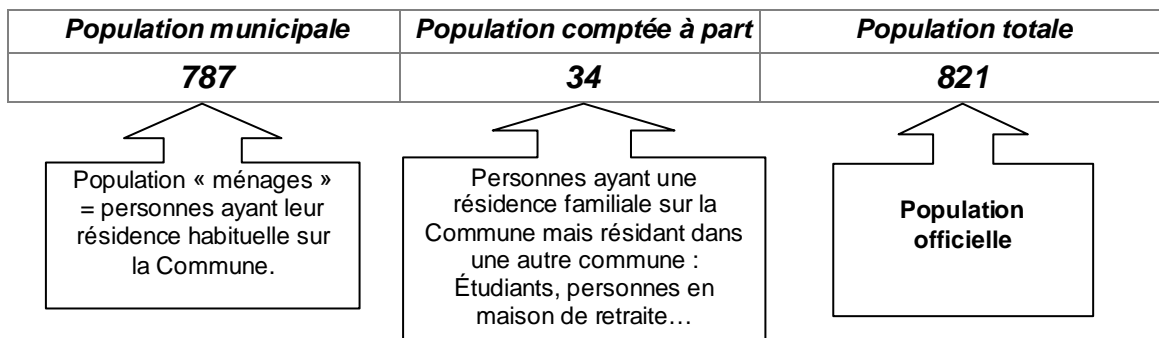 Population municipale Population comptée à part Population totale
787 34 821
Population « ménages »
= personnes ayant leur
résidence habituelle sur
la Commune.
Personnes ayant une
résidence familiale sur la
Commune mais résidant dans
une autre commune :
Étudiants, personnes en
maison de retraite…
Population
officielle